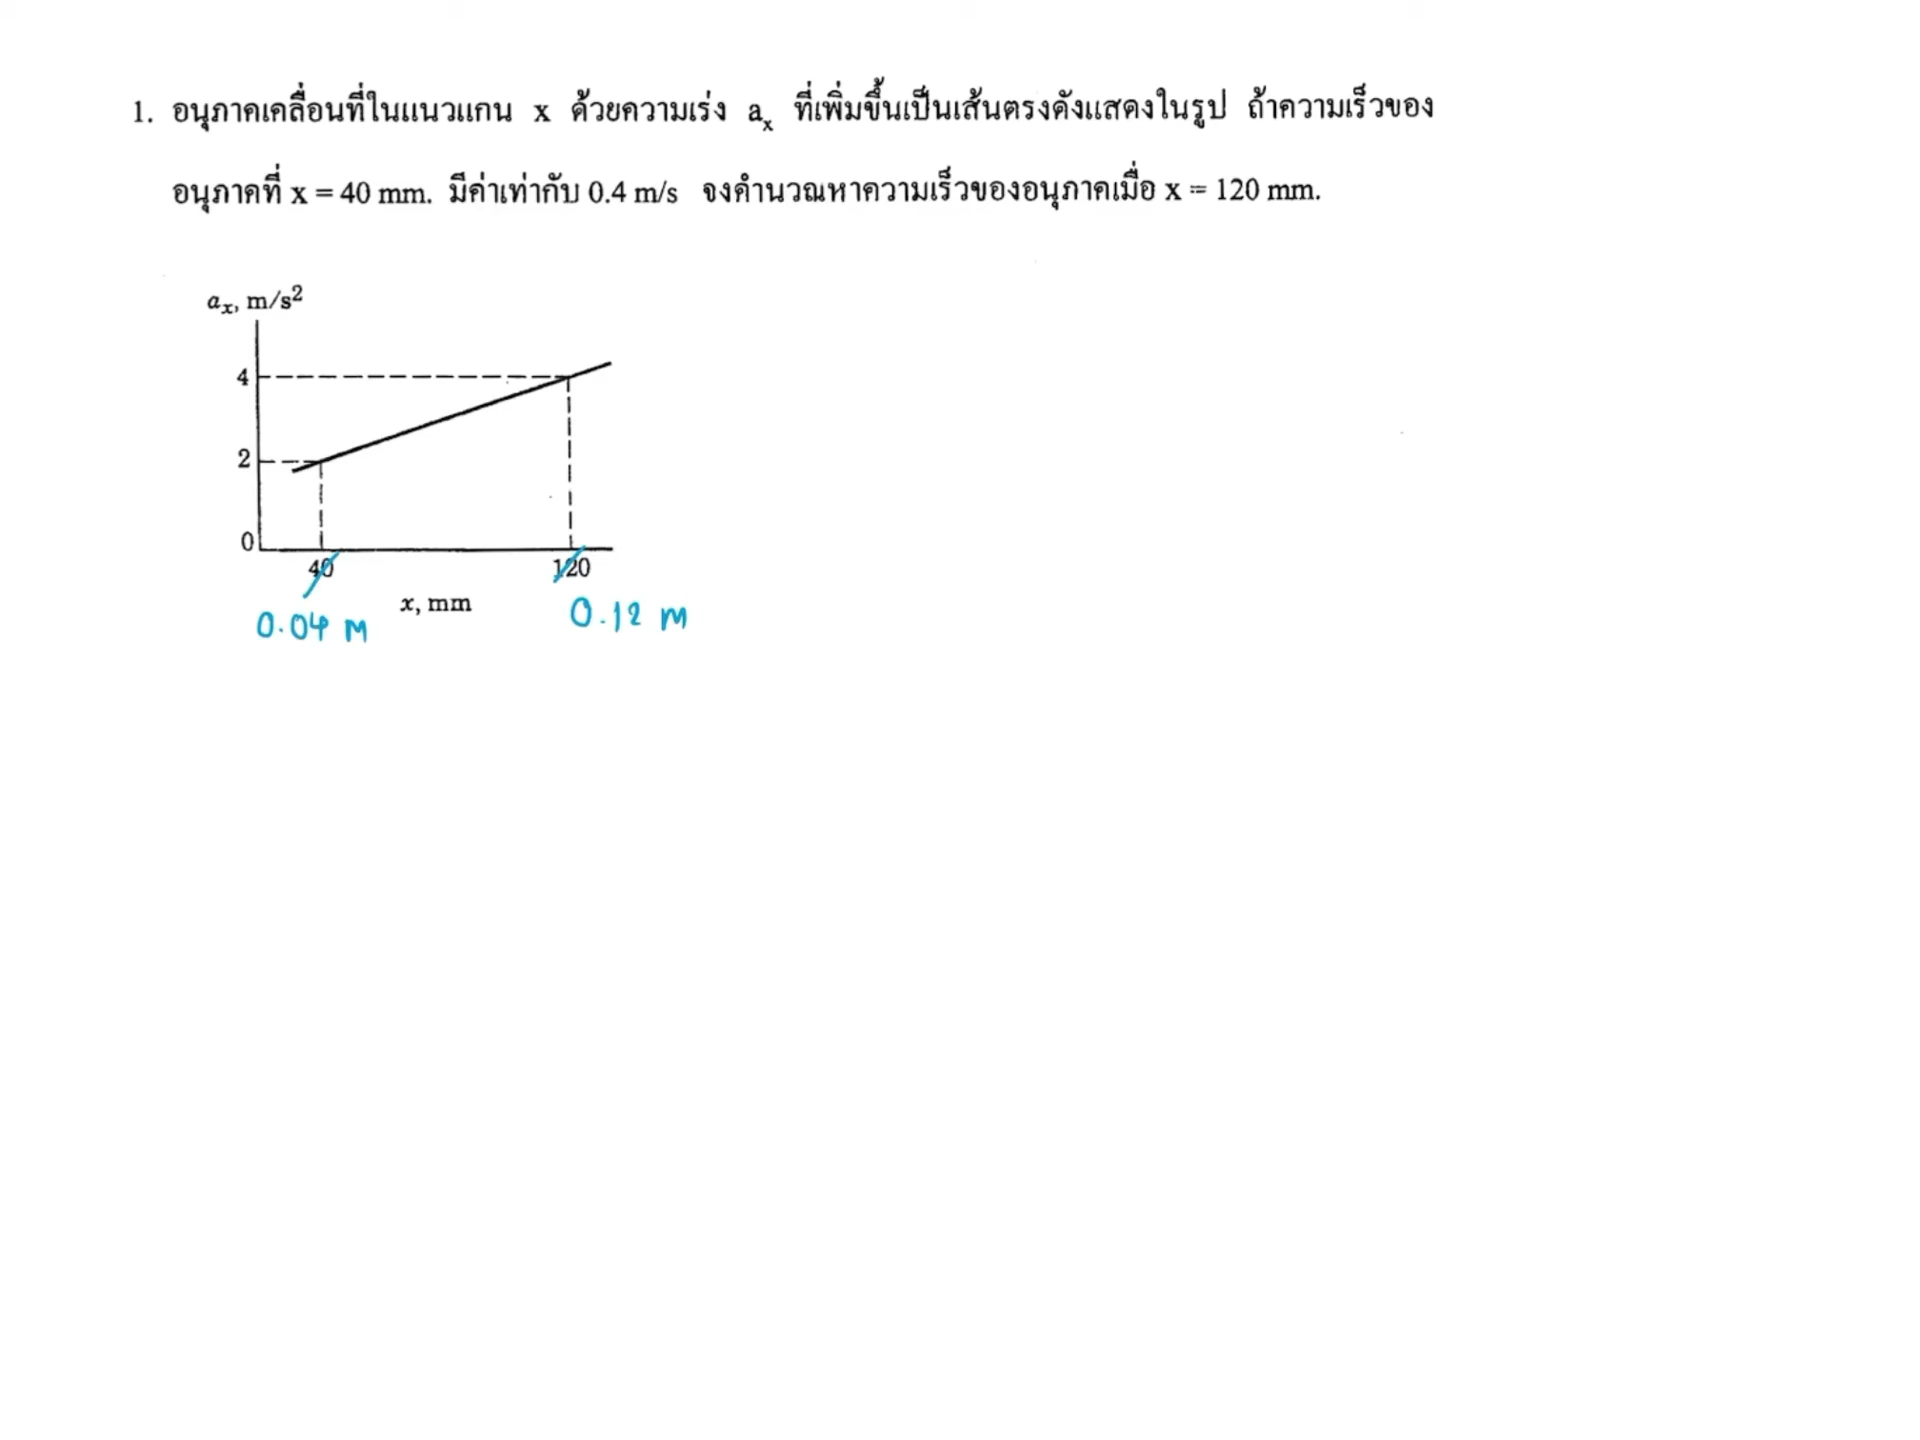 1. อนุภาคเคลื่อนที่ในแนวแกน x ด้วยความเร่ง aₓ ที่เพิ่มขึ้นเป็นเส้นตรงดังแสดงในรูป ถ้าความเร็วของ
อนุภาคที่ x = 40 mm. มีค่าเท่ากับ 0.4 m/s จงคำนวณหาความเร็วของอนุภาคเมื่อ x = 120 mm.
aₓ, m/s²
4
2
0
40 120
x, mm
0.04 m 0.12 m